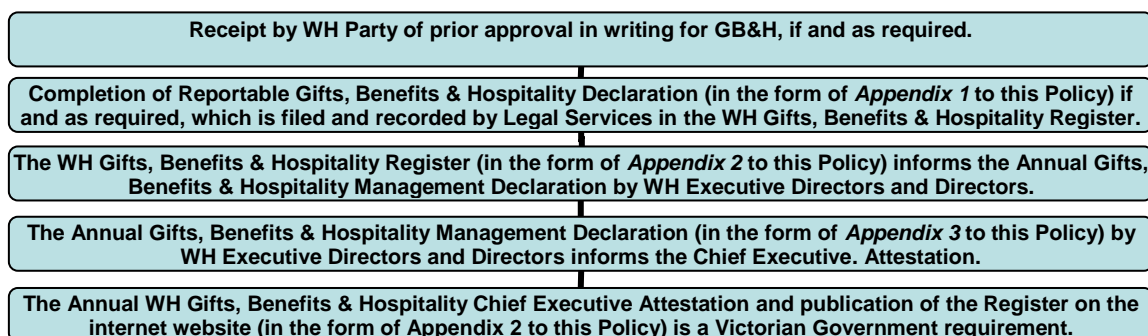 Receipt by WH Party of prior approval in writing for GB&H, if and as required.
Completion of Reportable Gifts, Benefits & Hospitality Declaration (in the form of Appendix 1 to this Policy) if
and as required, which is filed and recorded by Legal Services in the WH Gifts, Benefits & Hospitality Register.
The WH Gifts, Benefits & Hospitality Register (in the form of Appendix 2 to this Policy) informs the Annual Gifts,
Benefits & Hospitality Management Declaration by WH Executive Directors and Directors.
The Annual Gifts, Benefits & Hospitality Management Declaration (in the form of Appendix 3 to this Policy) by
WH Executive Directors and Directors informs the Chief Executive. Attestation.
The Annual WH Gifts, Benefits & Hospitality Chief Executive Attestation and publication of the Register on the
internet website (in the form of Appendix 2 to this Policy) is a Victorian Government requirement.